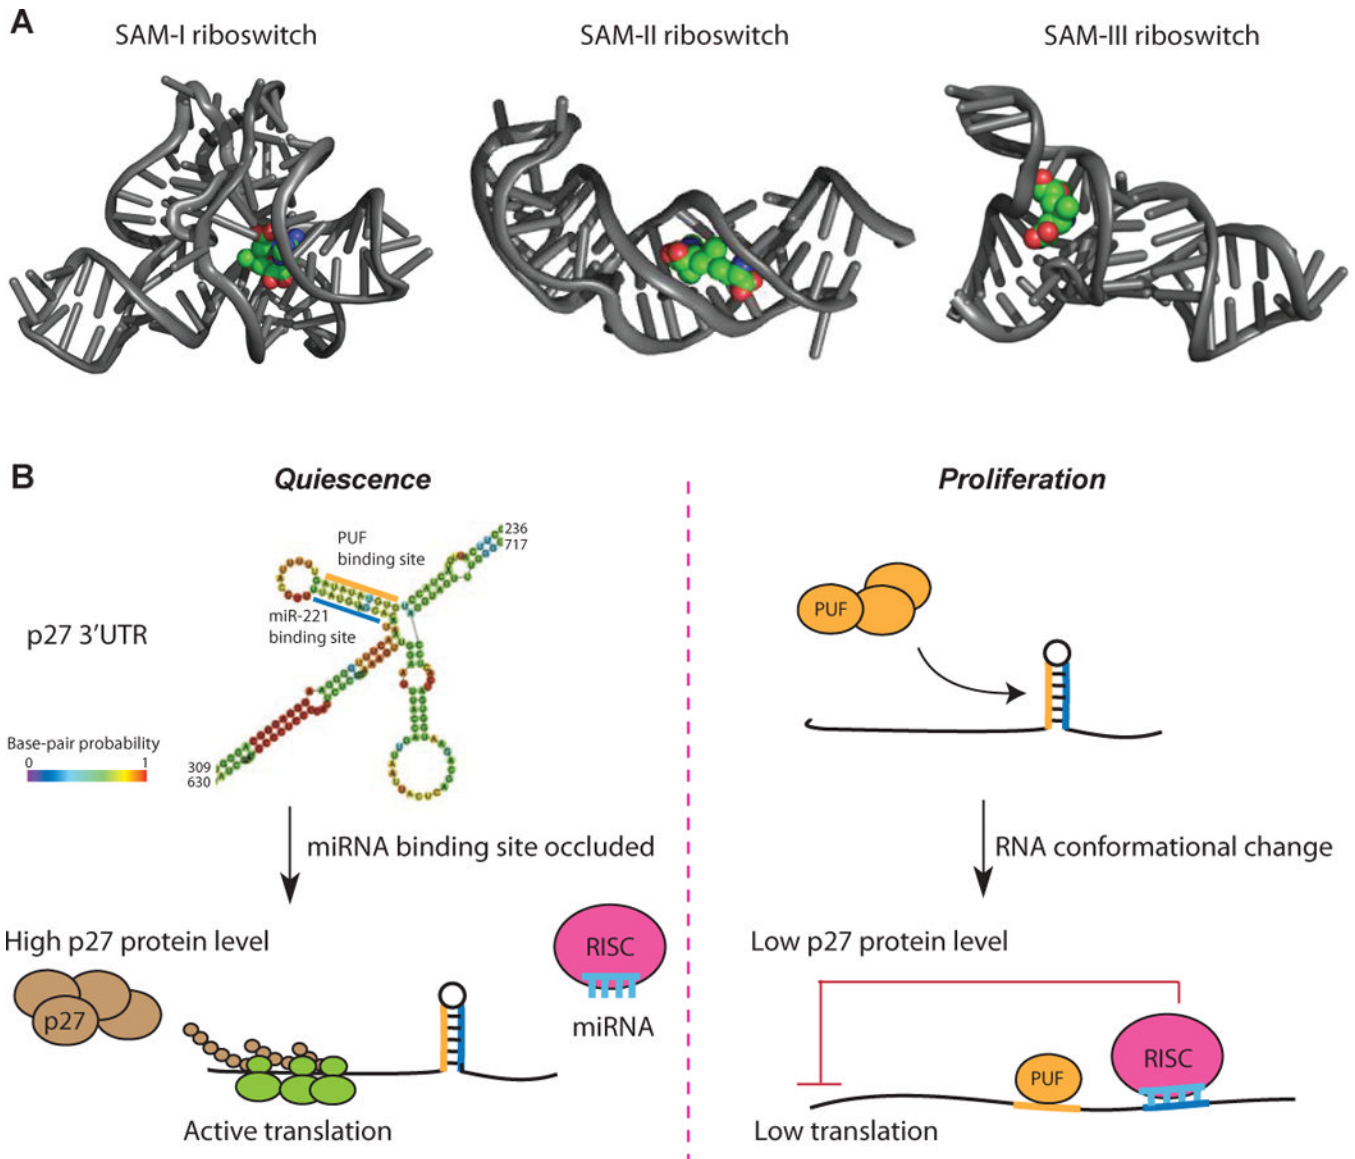 A
SAM-I riboswitch
SAM-II riboswitch
SAM-III riboswitch
B
Quiescence
Proliferation
PUF
binding site
236
717
miR-221
binding site
p27 3’UTR
Base-pair probability
0
1
309
630
PUF
miRNA binding site occluded
RNA conformational change
High p27 protein level
p27
RISC
miRNA
Active translation
Low p27 protein level
PUF
RISC
Low translation